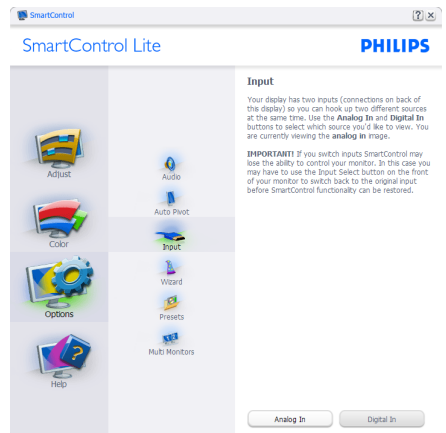 SmartControl
SmartControl Lite
PHILIPS
Adjust
Color
Options
Help
Audio
Auto Pivot
Input
Wizard
Presets
Multi Monitors
Input
Your display has two inputs (connections on back of
this display) so you can hook up two different sources
at the same time. Use the Analog In and Digital In
buttons to select which source you'd like to view. You
are currently viewing the analog in image.
IMPORTANT! If you switch inputs SmartControl may
lose the ability to control your monitor. In this case you
may have to use the Input Select button on the front
of your monitor to switch back to the original input
before SmartControl functionality can be restored.
Analog In
Digital In